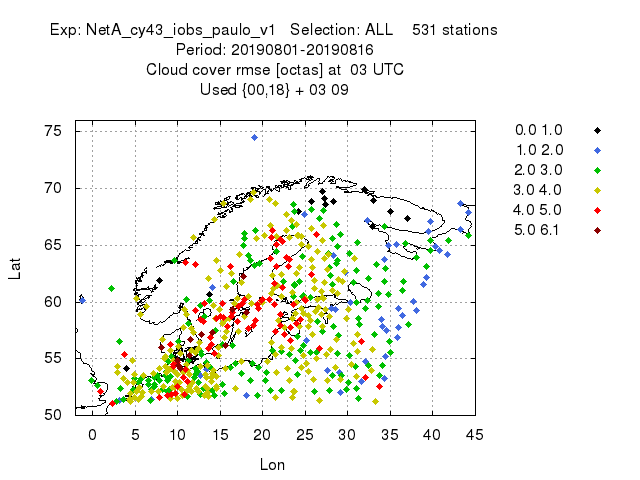 Exp: NetA_cy43_iobs_paulo_v1 Selection: ALL 531 stations
Period: 20190801-20190816
Cloud cover rmse [octas] at 03 UTC
Used {00,18} + 03 09
0.0 1.0
1.0 2.0
2.0 3.0
3.0 4.0
4.0 5.0
5.0 6.1
75
70
65
60
55
50
Lat
0 5 10 15 20 25 30 35 40 45
Lon